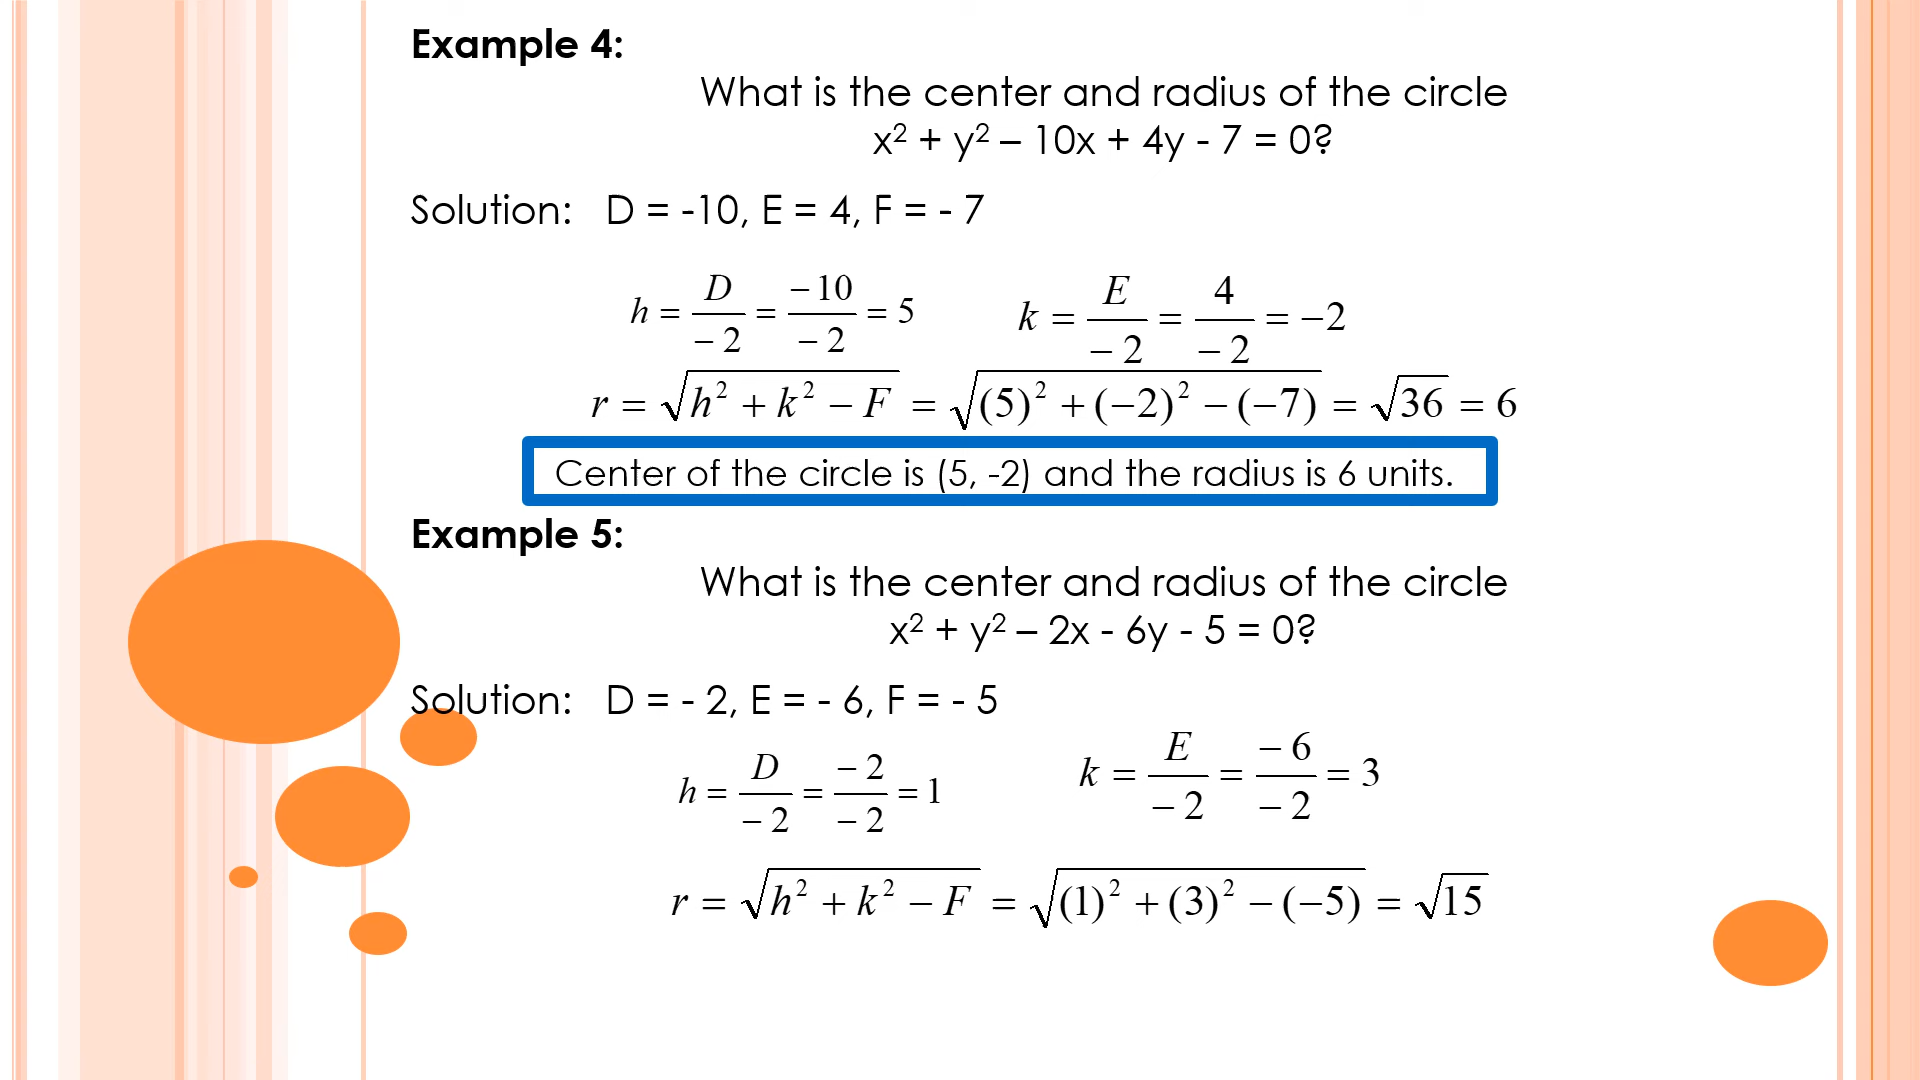 Example 4:
What is the center and radius of the circle
x² + y² – 10x + 4y - 7 = 0?
Solution: D = -10, E = 4, F = - 7
h = D/−2 = −10/−2 = 5    k = E/−2 = 4/−2 = −2
r = √(h² + k² − F) = √((5)² + (−2)² − (−7)) = √36 = 6
Center of the circle is (5, -2) and the radius is 6 units.
Example 5:
What is the center and radius of the circle
x² + y² – 2x - 6y - 5 = 0?
Solution: D = - 2, E = - 6, F = - 5
h = D/−2 = −2/−2 = 1    k = E/−2 = −6/−2 = 3
r = √(h² + k² − F) = √((1)² + (3)² − (−5)) = √15